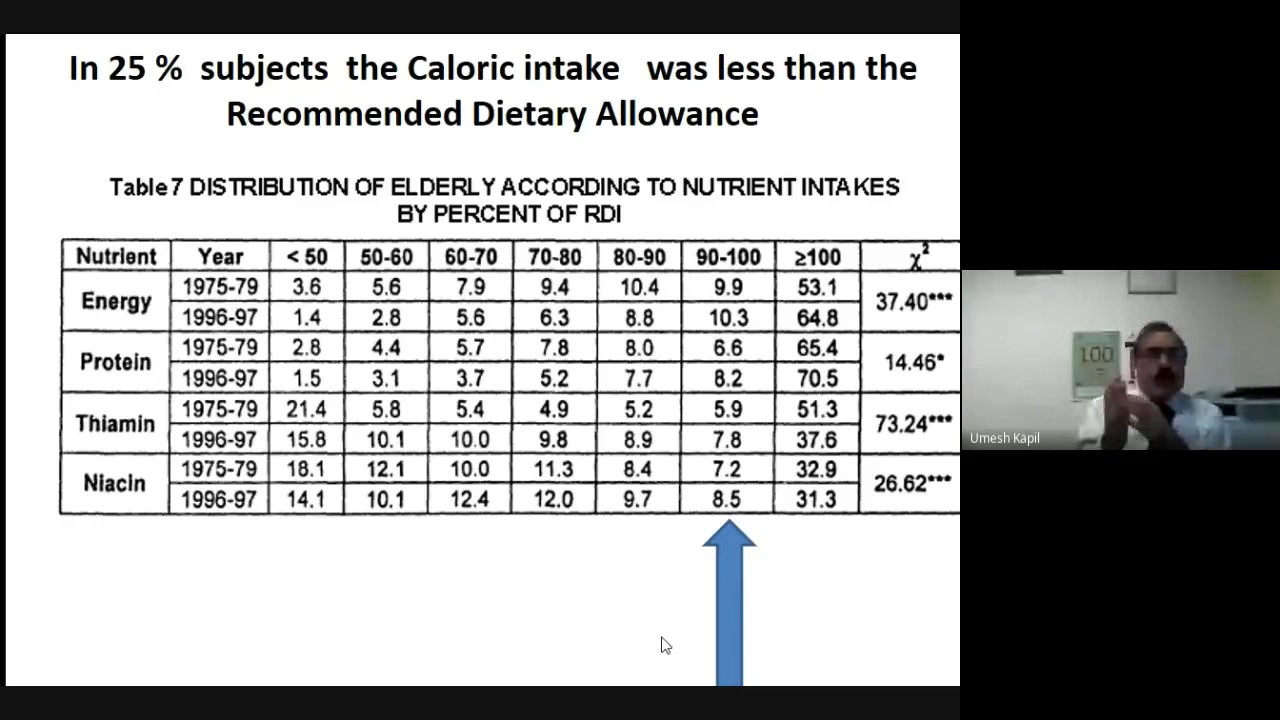 In 25 % subjects the Caloric intake was less than the
Recommended Dietary Allowance
Table 7 DISTRIBUTION OF ELDERLY ACCORDING TO NUTRIENT INTAKES
BY PERCENT OF RDI
Nutrient Year < 50 50-60 60-70 70-80 80-90 90-100 ≥100 χ²
Energy 1975-79 3.6 5.6 7.9 9.4 10.4 9.9 53.1 37.40***
1996-97 1.4 2.8 5.6 6.3 8.8 10.3 64.8
Protein 1975-79 2.8 4.4 5.7 7.8 8.0 6.6 65.4 14.46*
1996-97 1.5 3.1 3.7 5.2 7.7 8.2 70.5
Thiamin 1975-79 21.4 5.8 5.4 4.9 5.2 5.9 51.3 73.24***
1996-97 15.8 10.1 10.0 9.8 8.9 7.8 37.6
Niacin 1975-79 18.1 12.1 10.0 11.3 8.4 7.2 32.9 26.62***
1996-97 14.1 10.1 12.4 12.0 9.7 8.5 31.3
100
Umesh Kapil